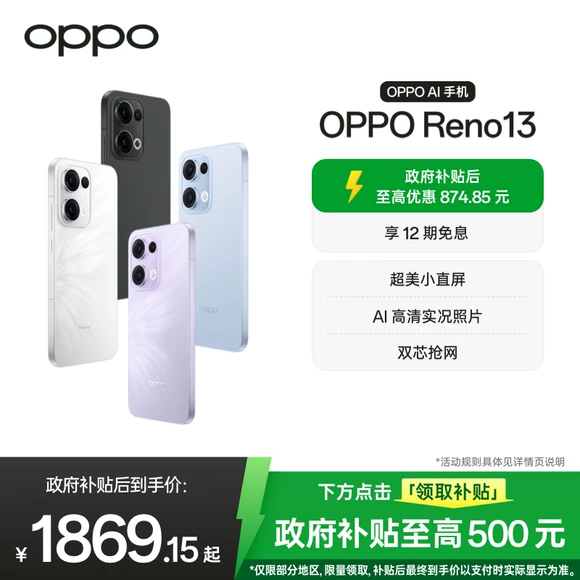 oppo
OPPO AI 手机
OPPO Reno13
政府补贴后
至高优惠 874.85 元
享 12 期免息
超美小直屏
AI 高清实况照片
双芯抢网
oppo
oppo
*活动规则具体见详情页说明
政府补贴后到手价：
¥1869.15起
下方点击「领取补贴」
政府补贴至高 500 元
*仅限部分地区，限量领取，补贴后最终到手价以支付时实际显示为准。